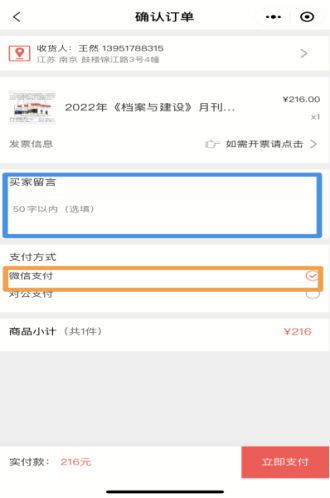 确认订单
收货人：王然 13951788315
江苏 南京 鼓楼锦江路3号4幢
2022年《档案与建设》月刊...
¥216.00
x1
发票信息
如需开票请点击
买家留言
50字以内（选填）
支付方式
微信支付
对公支付
商品小计（共1件）
¥216
实付款： 216元
立即支付